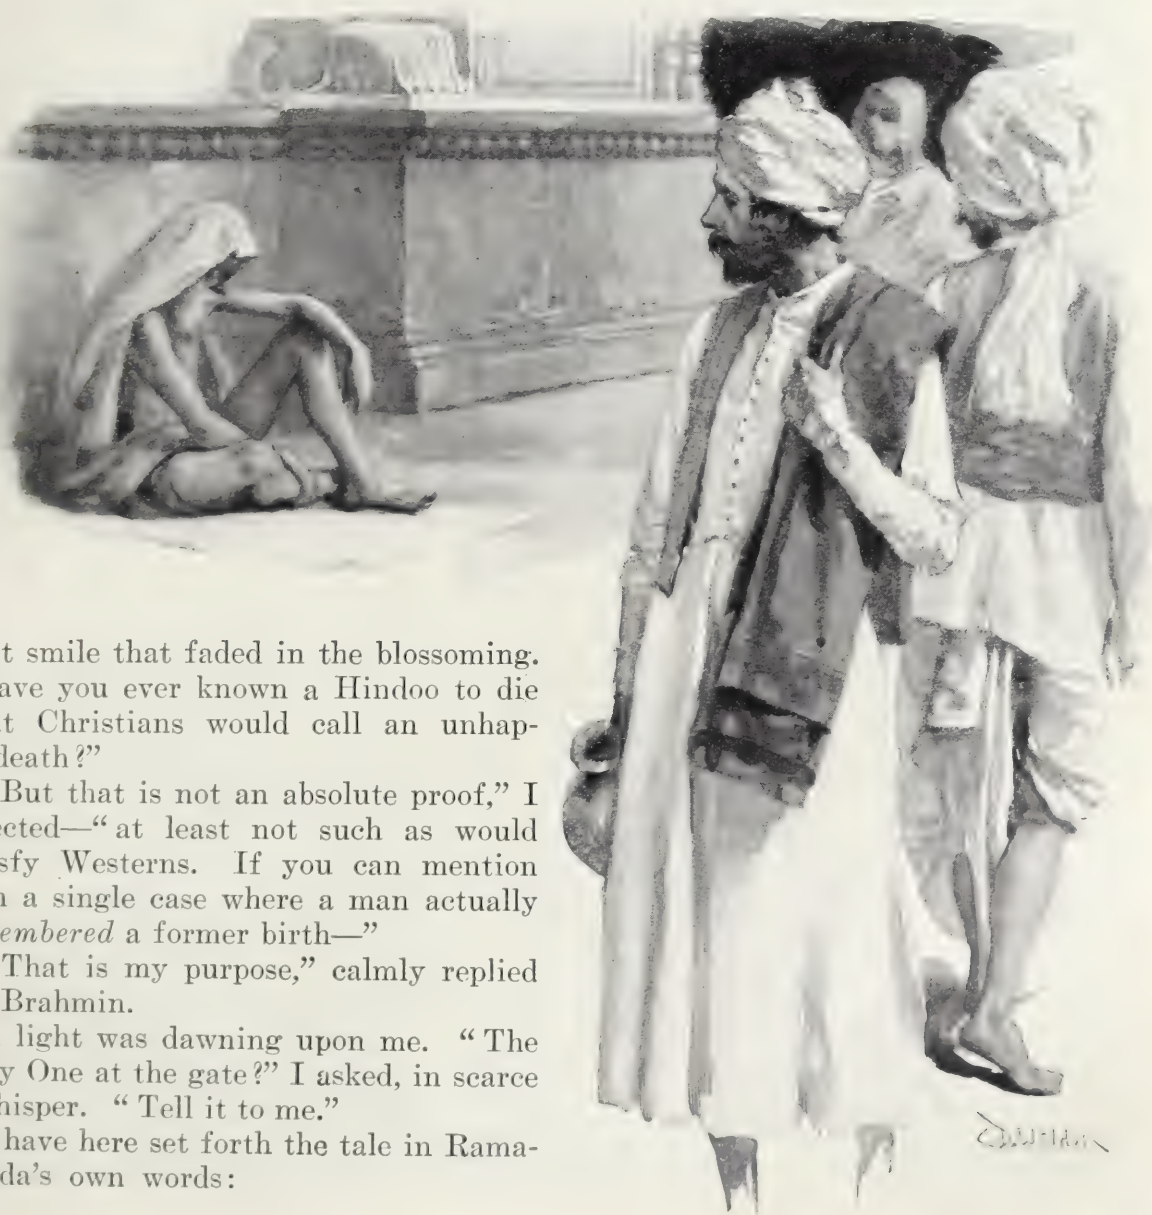 t smile that faded in the blossoming.
ave you ever known a Hindoo to die
t Christians would call an unhap-
death?”
But that is not an absolute proof,” I
ected—“at least not such as would
sfy Westerns. If you can mention
a single case where a man actually
embered a former birth—”
That is my purpose,” calmly replied
Brahmin.
light was dawning upon me. “The
y One at the gate?” I asked, in scarce
hisper. “Tell it to me.”
have here set forth the tale in Rama-
da’s own words: